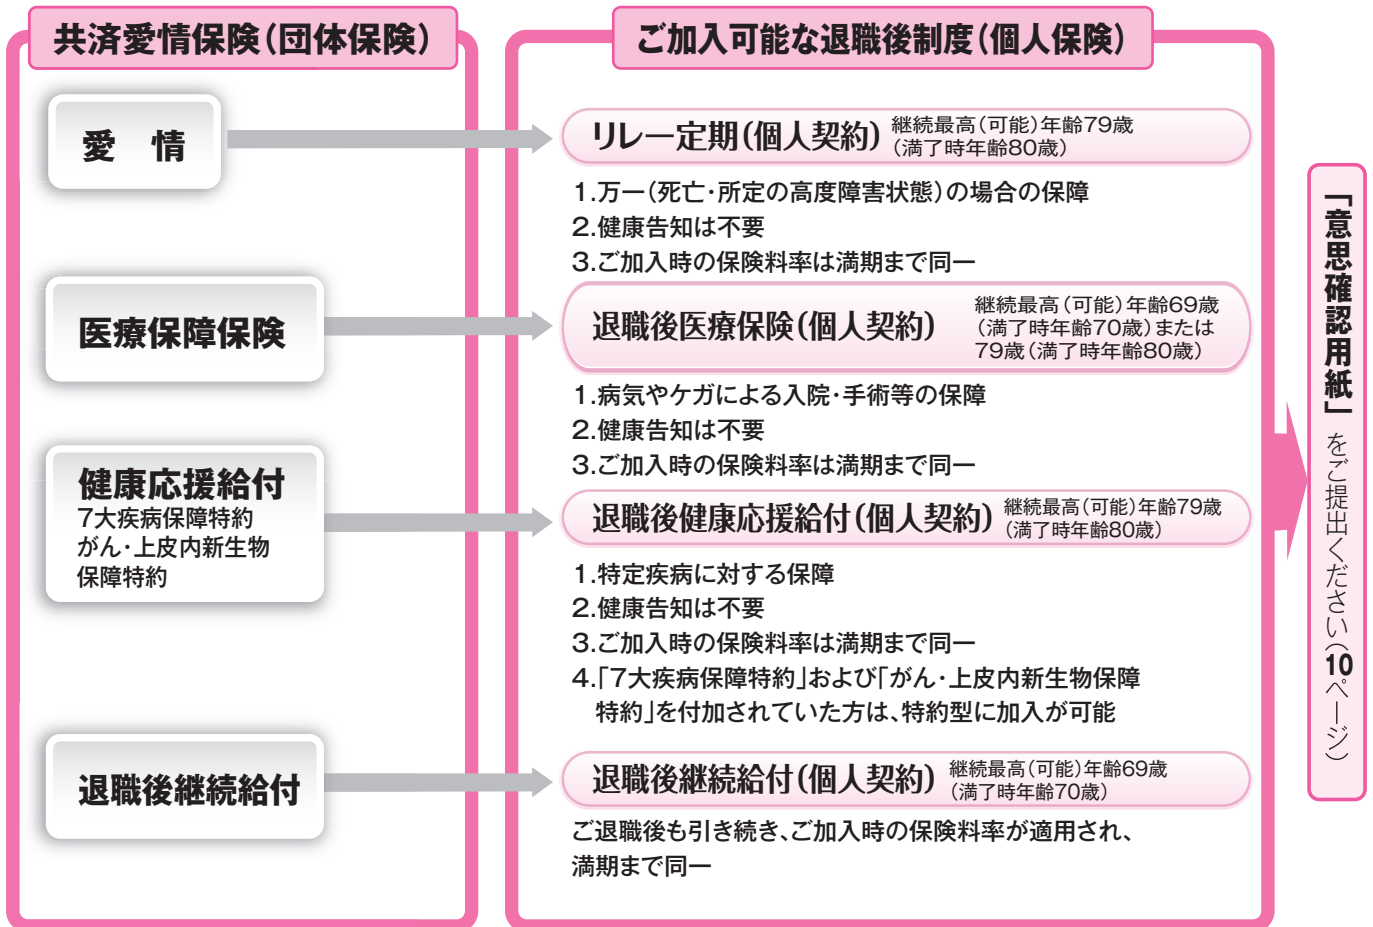 共済愛情保険(団体保険)
愛　情
医療保障保険
健康応援給付
7大疾病保障特約
がん・上皮内新生物
保障特約
退職後継続給付
ご加入可能な退職後制度(個人保険)
リレー定期(個人契約) 継続最高(可能)年齢79歳
(満了時年齢80歳)
1.万一(死亡・所定の高度障害状態)の場合の保障
2.健康告知は不要
3.ご加入時の保険料率は満期まで同一
退職後医療保険(個人契約) 継続最高(可能)年齢69歳
(満了時年齢70歳)または
79歳(満了時年齢80歳)
1.病気やケガによる入院・手術等の保障
2.健康告知は不要
3.ご加入時の保険料率は満期まで同一
退職後健康応援給付(個人契約) 継続最高(可能)年齢79歳
(満了時年齢80歳)
1.特定疾病に対する保障
2.健康告知は不要
3.ご加入時の保険料率は満期まで同一
4.「7大疾病保障特約」および「がん・上皮内新生物保障
特約」を付加されていた方は、特約型に加入が可能
退職後継続給付(個人契約) 継続最高(可能)年齢69歳
(満了時年齢70歳)
ご退職後も引き続き、ご加入時の保険料率が適用され、
満期まで同一
「意思確認用紙」をご提出ください(10ページ)